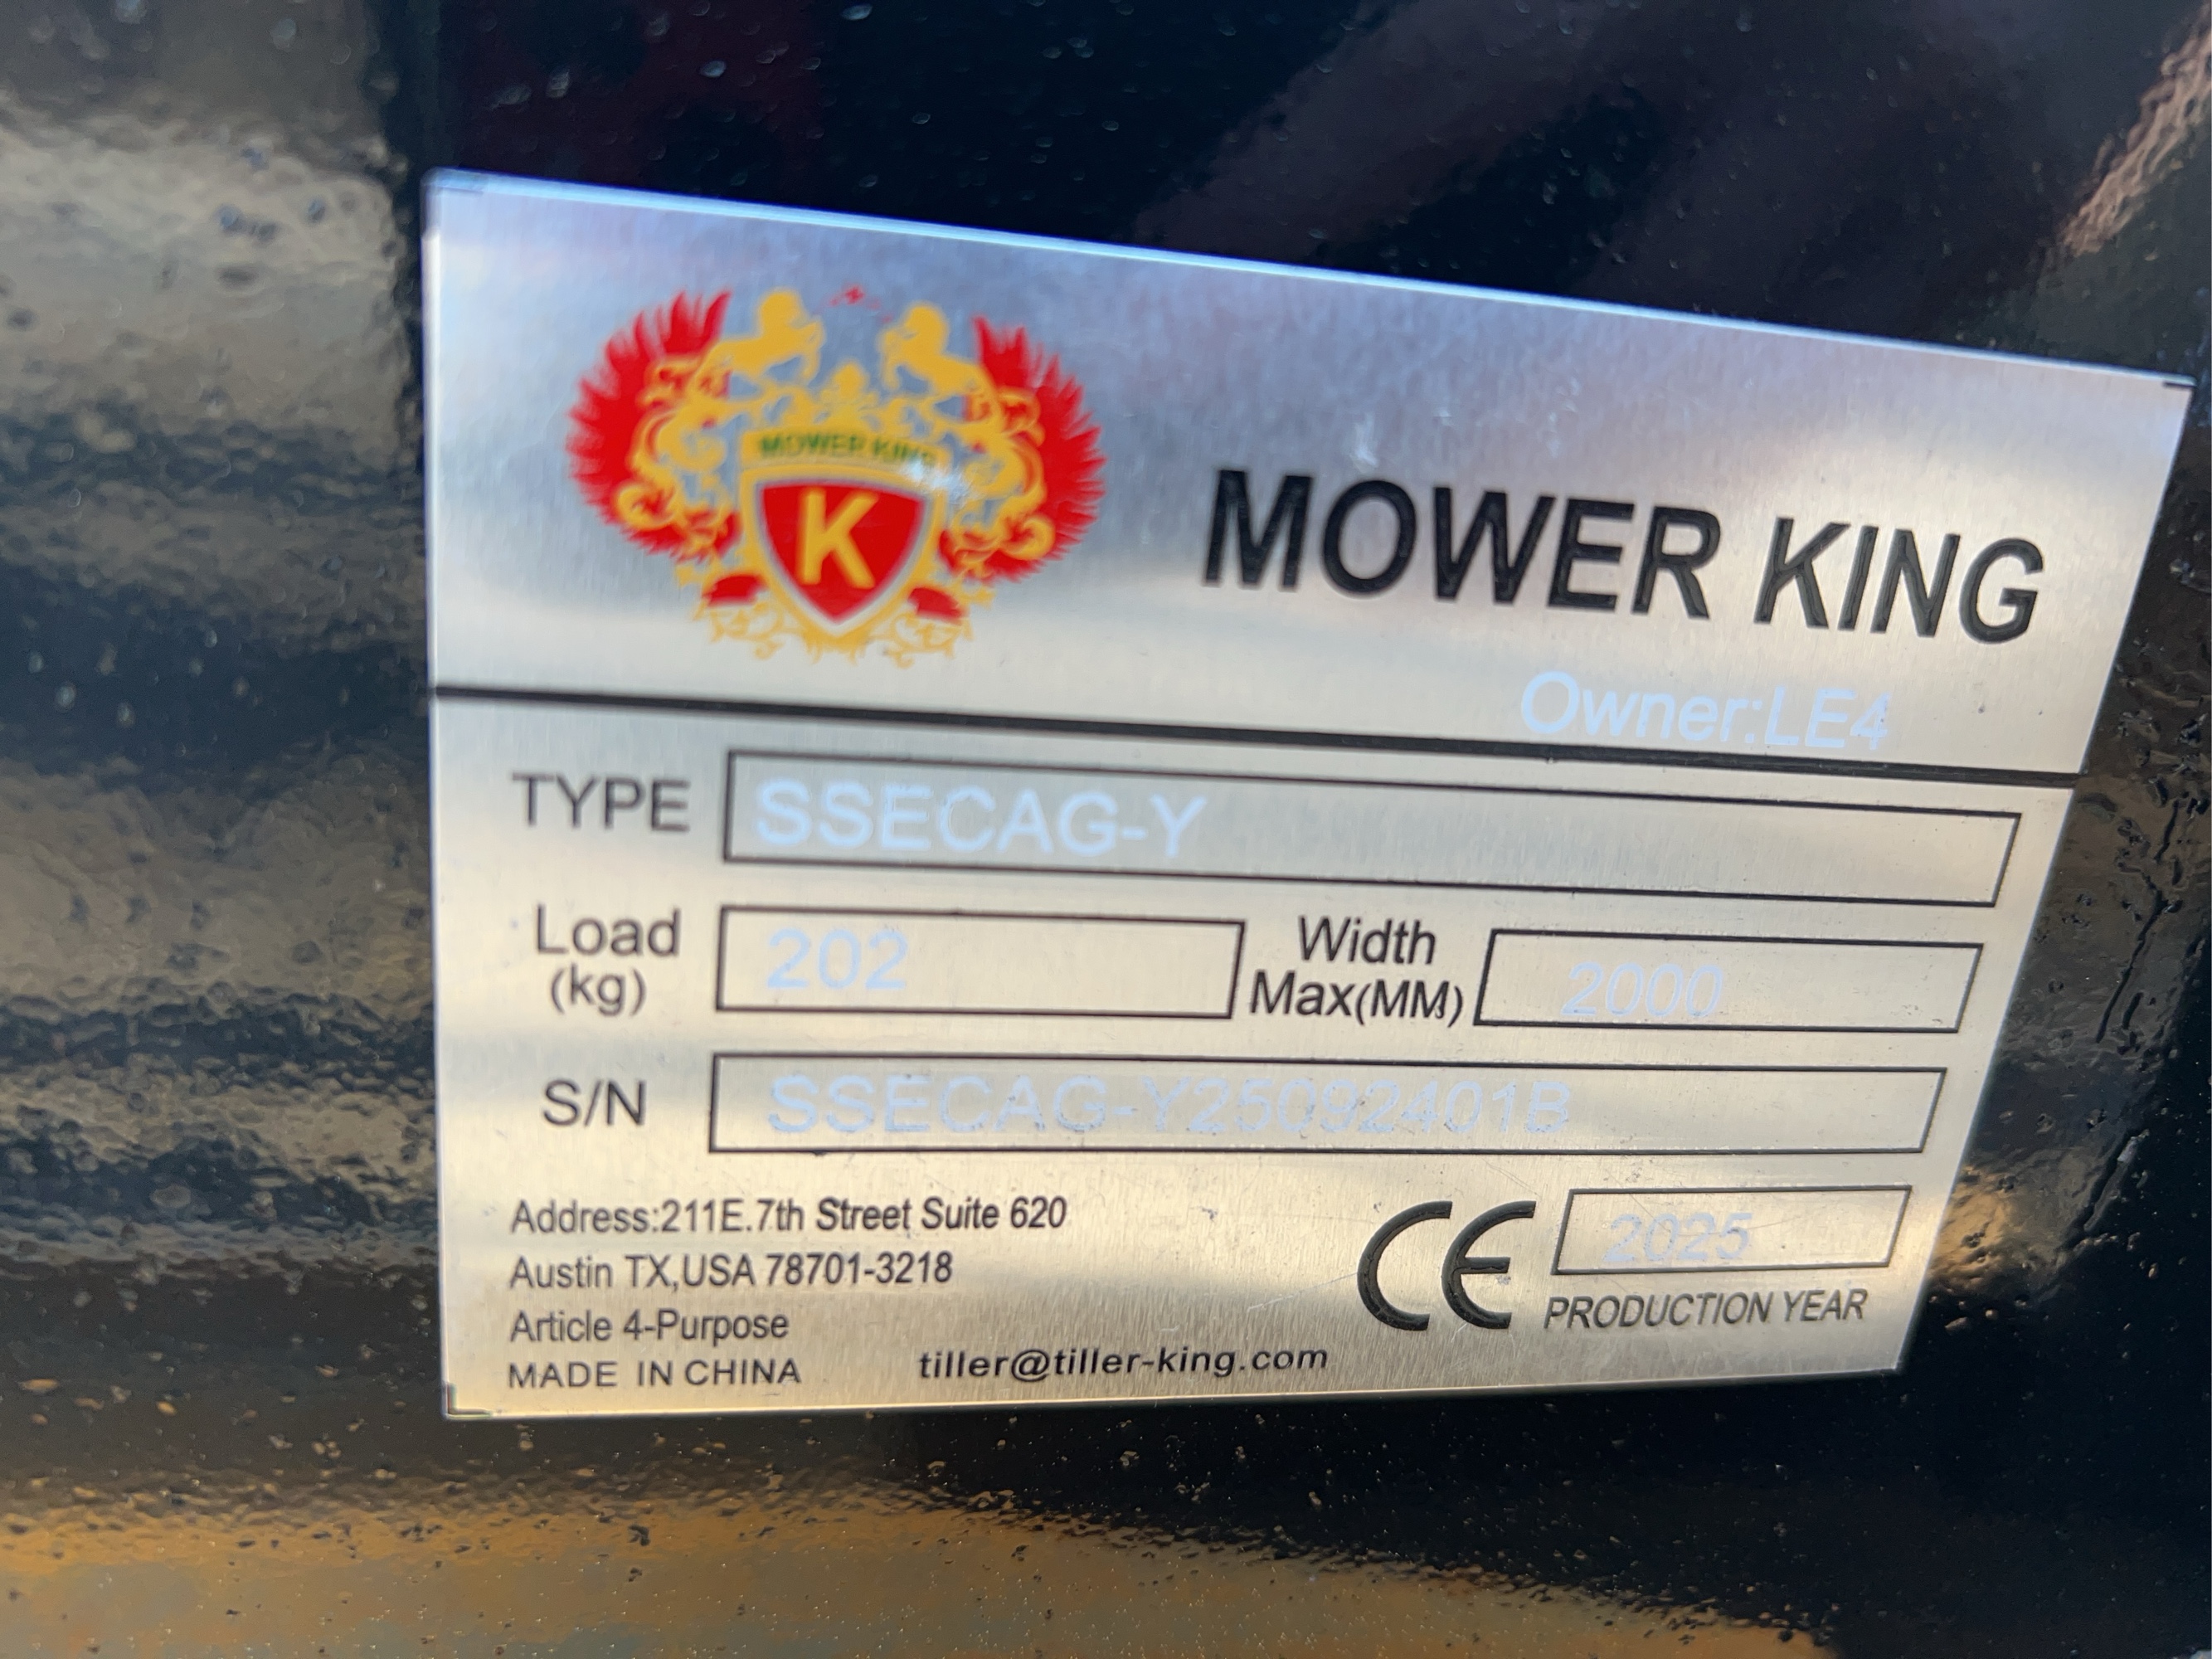 MOWER KING
K
MOWER KING
Owner:LE4
TYPE SSECAG-Y
Load (kg) 202 Width Max(MM) 2000
S/N SSECAG-Y25092401B
Address:211E.7th Street Suite 620
Austin TX,USA 78701-3218
Article 4-Purpose
MADE IN CHINA
tiller@tiller-king.com
CE 2025
PRODUCTION YEAR